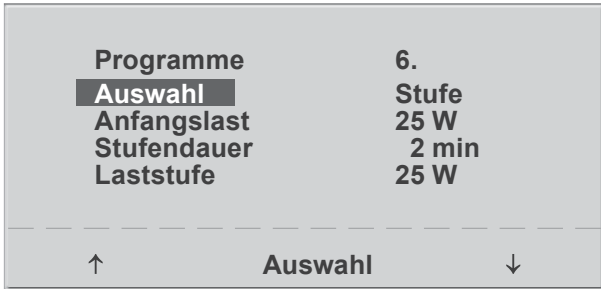 Programme 6.
Auswahl Stufe
Anfangslast 25 W
Stufendauer 2 min
Laststufe 25 W
↑ Auswahl ↓